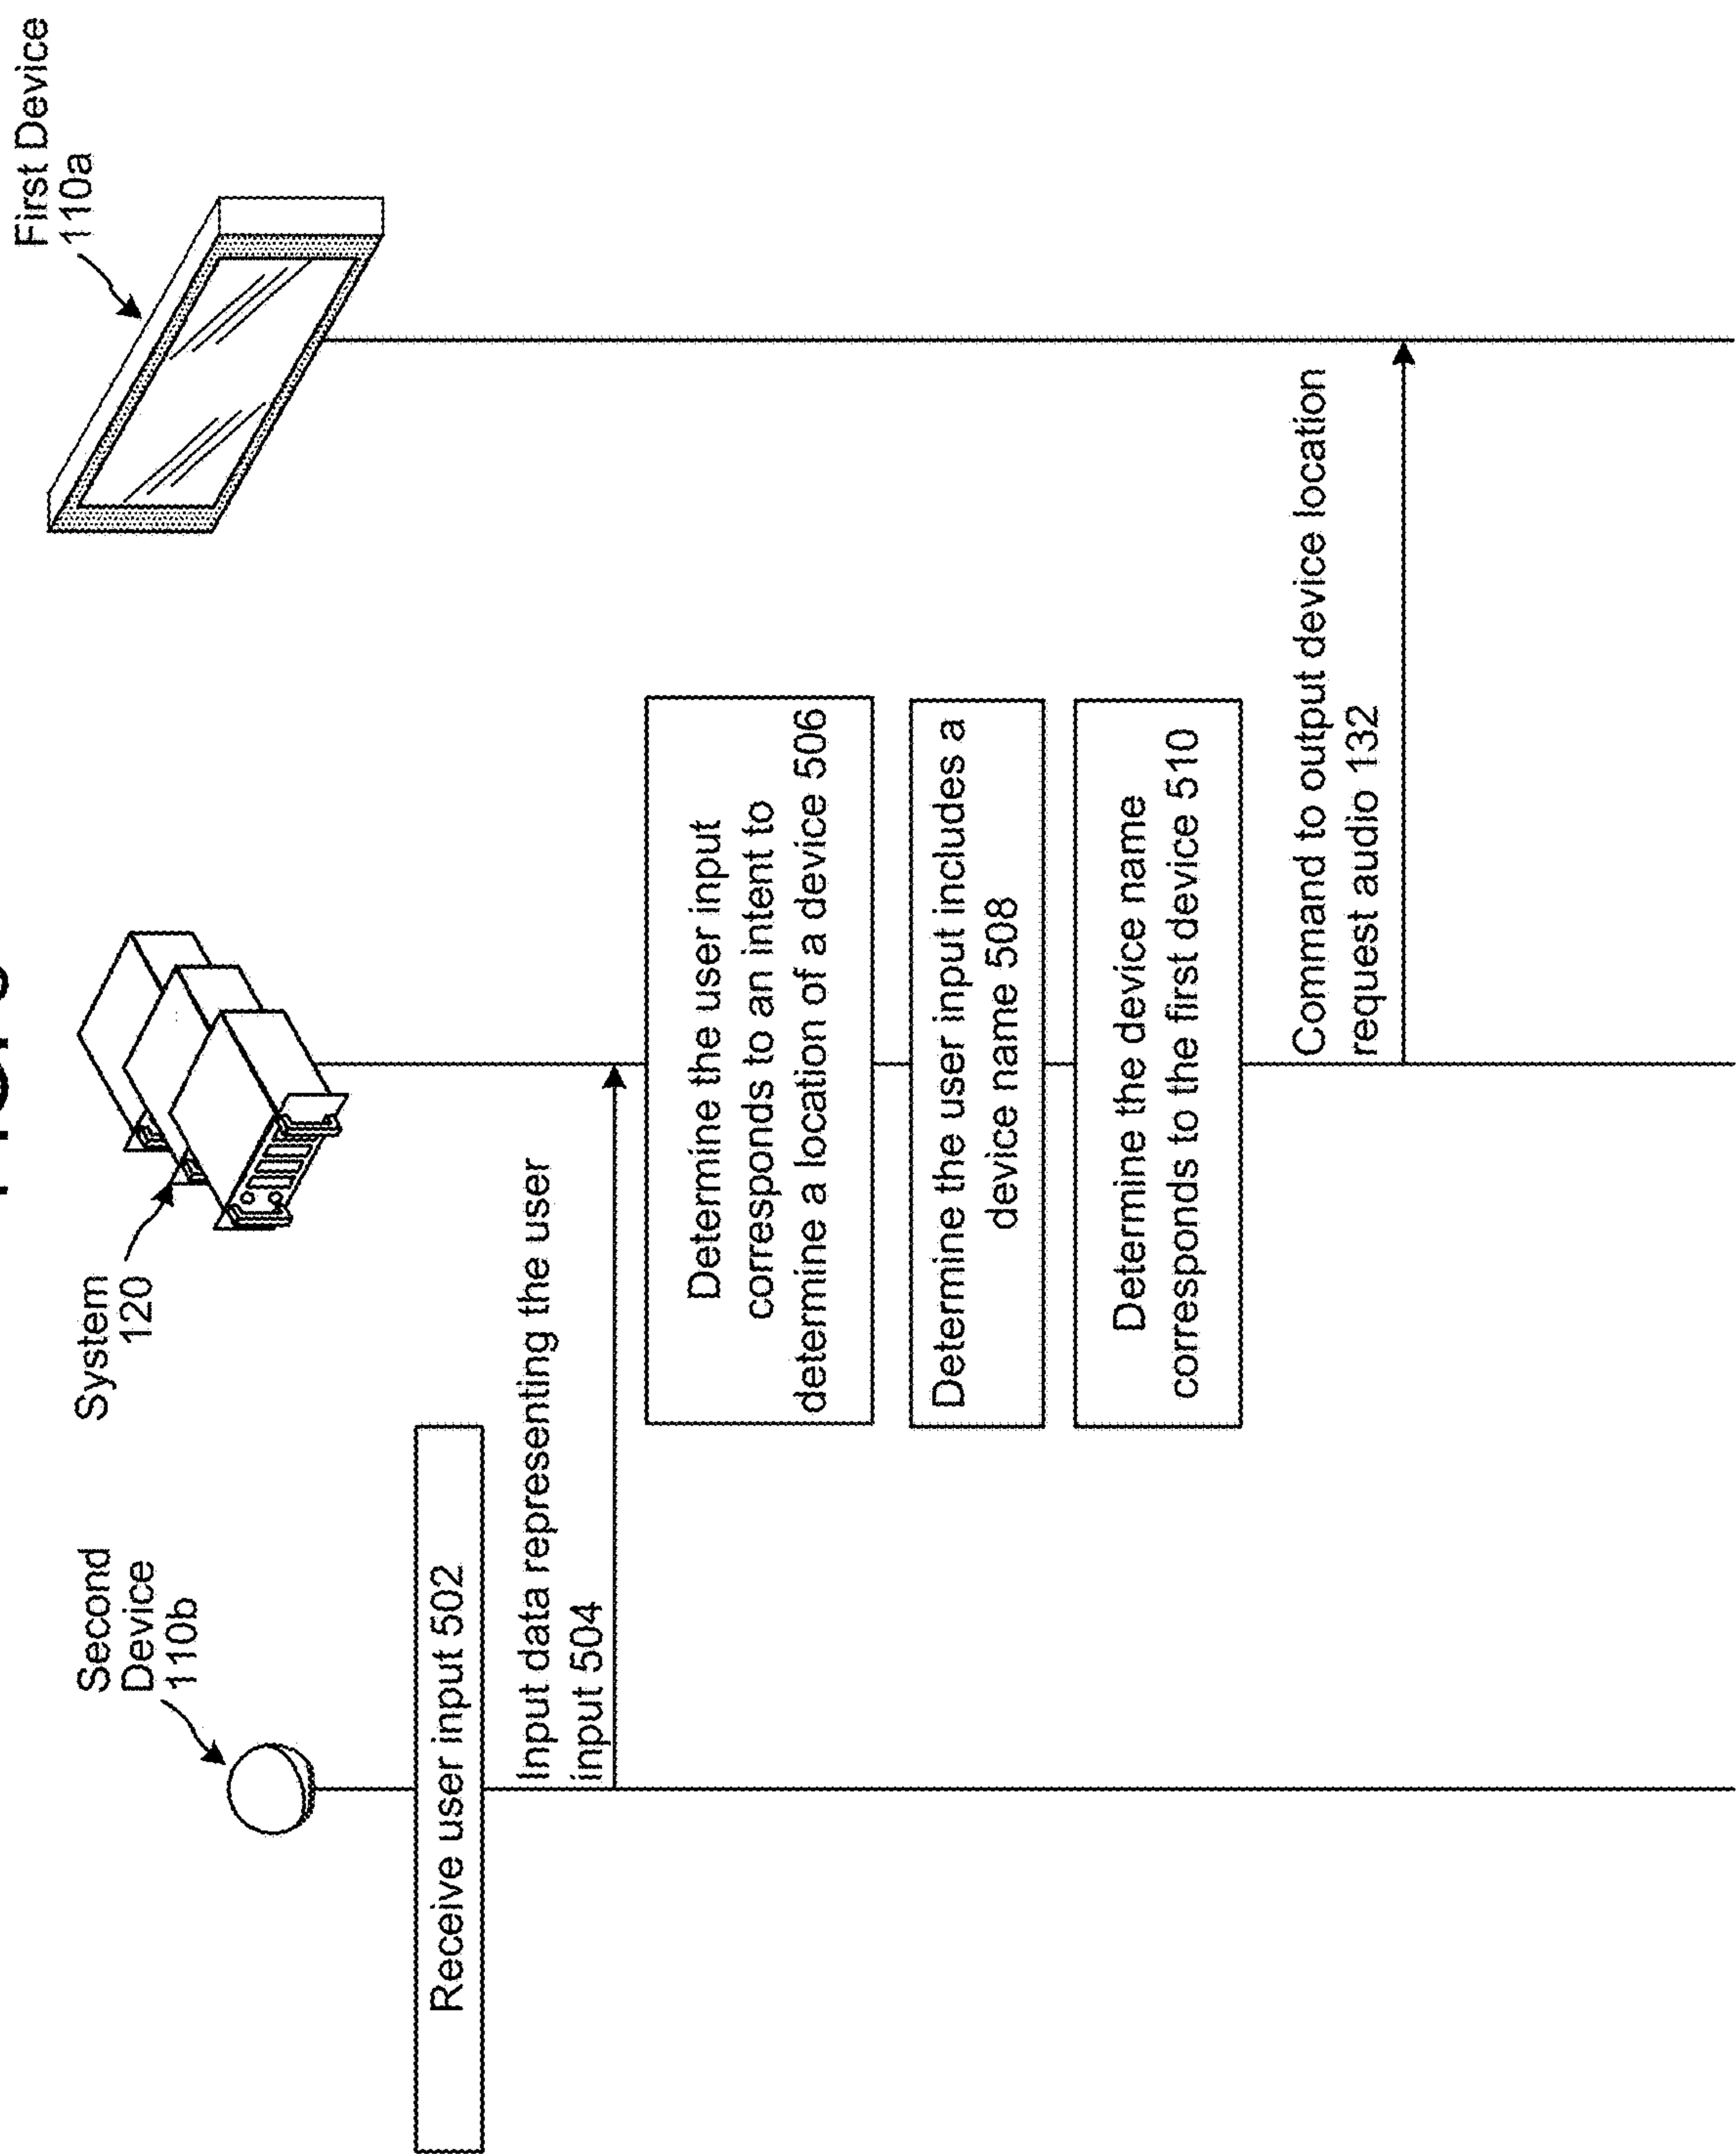 First Device
110a
System
120
Second
Device
110b
Receive user input 502
Input data representing the user
input 504
Determine the user input
corresponds to an intent to
determine a location of a device 506
Determine the user input includes a
device name 508
Determine the device name
corresponds to the first device 510
Command to output device location
request audio 132